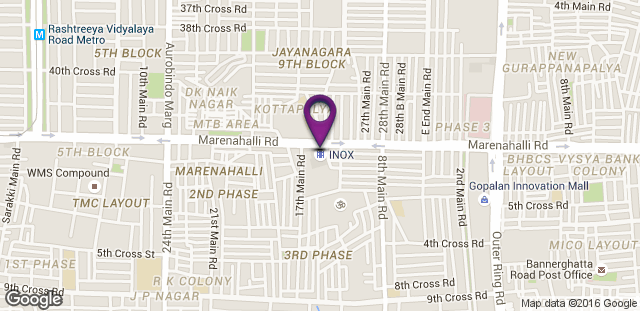 37th Cross Rd
4th Main Rd
Rashtreeya Vidyalaya
Road Metro
38th Cross Rd
5TH BLOCK
40th Cross Rd
JAYANAGARA
9TH BLOCK
NEW
GURAPPANAPALYA
10th Main Rd
Aurobindo Marg
DK NAIK
NAGAR
KOTTAPALYA
MTB AREA
27th Main Rd
28th Main Rd
28th B Main Rd
E End Main Rd
8th Main Rd
PHASE 3
Marenahalli Rd
Marenahalli Rd
INOX
5TH BLOCK
WMS Compound
TMC LAYOUT
Sarakki Main Rd
24th Main Rd
MARENAHALLI
2ND PHASE
21st Main Rd
17th Main Rd
8th Main Rd
2nd Main Rd
BHBCS
LAYOUT
VYSYA BANK
COLONY
Gopalan Innovation Mall
5th Cross Rd
5th Cross St
4th Cross Rd
MICO LAYOUT
3RD PHASE
1ST PHASE
R K COLONY
J P NAGAR
9th Cross Rd
8th Cross Rd
9th Cross Rd
Outer Ring Rd
Bannerghatta
Road Post Office
Google
Map data ©2016 Google